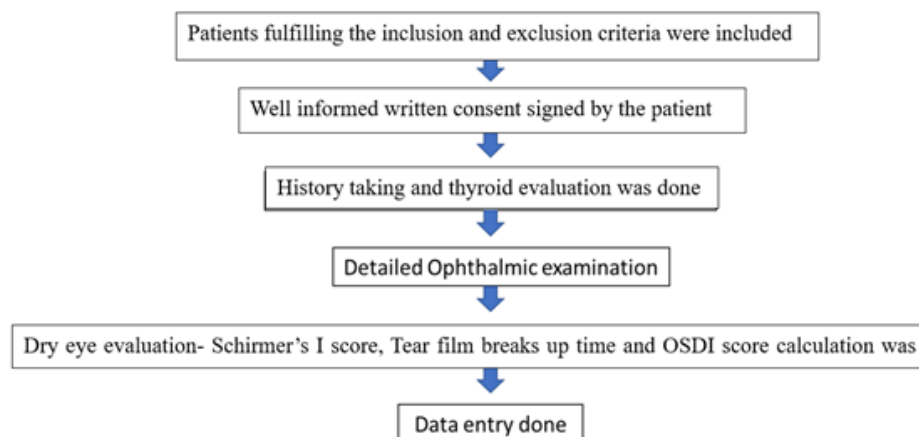 Patients fulfilling the inclusion and exclusion criteria were included
Well informed written consent signed by the patient
History taking and thyroid evaluation was done
Detailed Ophthalmic examination
Dry eye evaluation- Schirmer’s I score, Tear film breaks up time and OSDI score calculation was
Data entry done